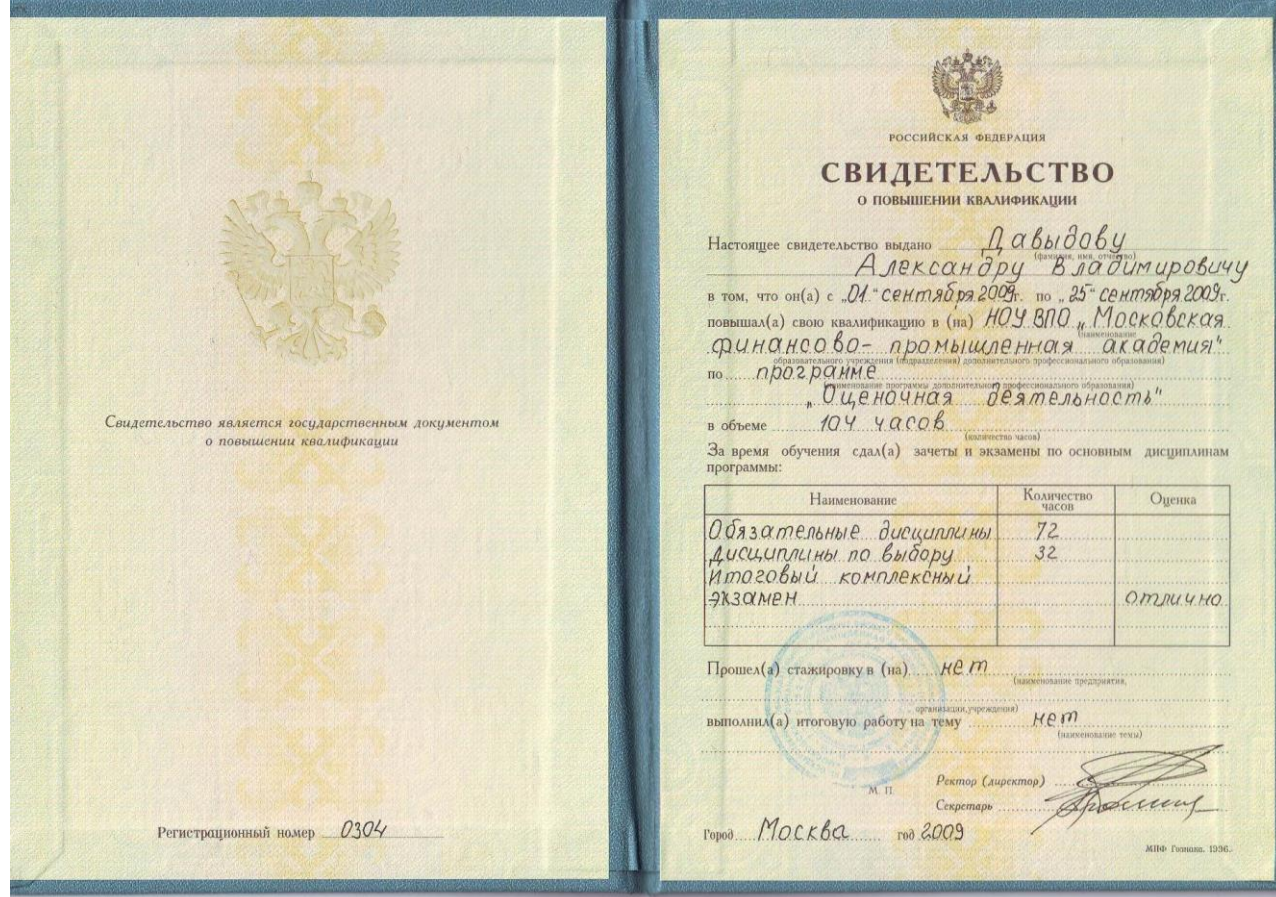 Свидетельство является государственным документом
о повышении квалификации
Регистрационный номер 0304
РОССИЙСКАЯ ФЕДЕРАЦИЯ
СВИДЕТЕЛЬСТВО
О ПОВЫШЕНИИ КВАЛИФИКАЦИИ
Настоящее свидетельство выдано Давыдову
(фамилия, имя, отчество)
Александру Владимировичу
в том, что он(а) с „01“ сентября 2009г. по „25“ сентября 2009г.
повышал(а) свою квалификацию в (на) НОУ ВПО „Московская
(наименование
финансово- промышленная академия"
образовательного учреждения (подразделения) дополнительного профессионального образования)
по программе
(наименование программы дополнительного профессионального образования)
„Оценочная деятельность"
в объеме 104 часов
(количество часов)
За время обучения сдал(а) зачеты и экзамены по основным дисциплинам
программы:
Наименование Количество часов Оценка
Обязательные дисциплины 72
Дисциплины по выбору 32
Итоговый комплексный
экзамен отлично
Прошел(а) стажировку в (на) нет
(наименование предприятия,
организации, учреждения)
выполнил(а) итоговую работу на тему нет
(наименование темы)
Ректор (директор)
М. П.
Секретарь
Город Москва год 2009
МПФ Гознака. 1996.